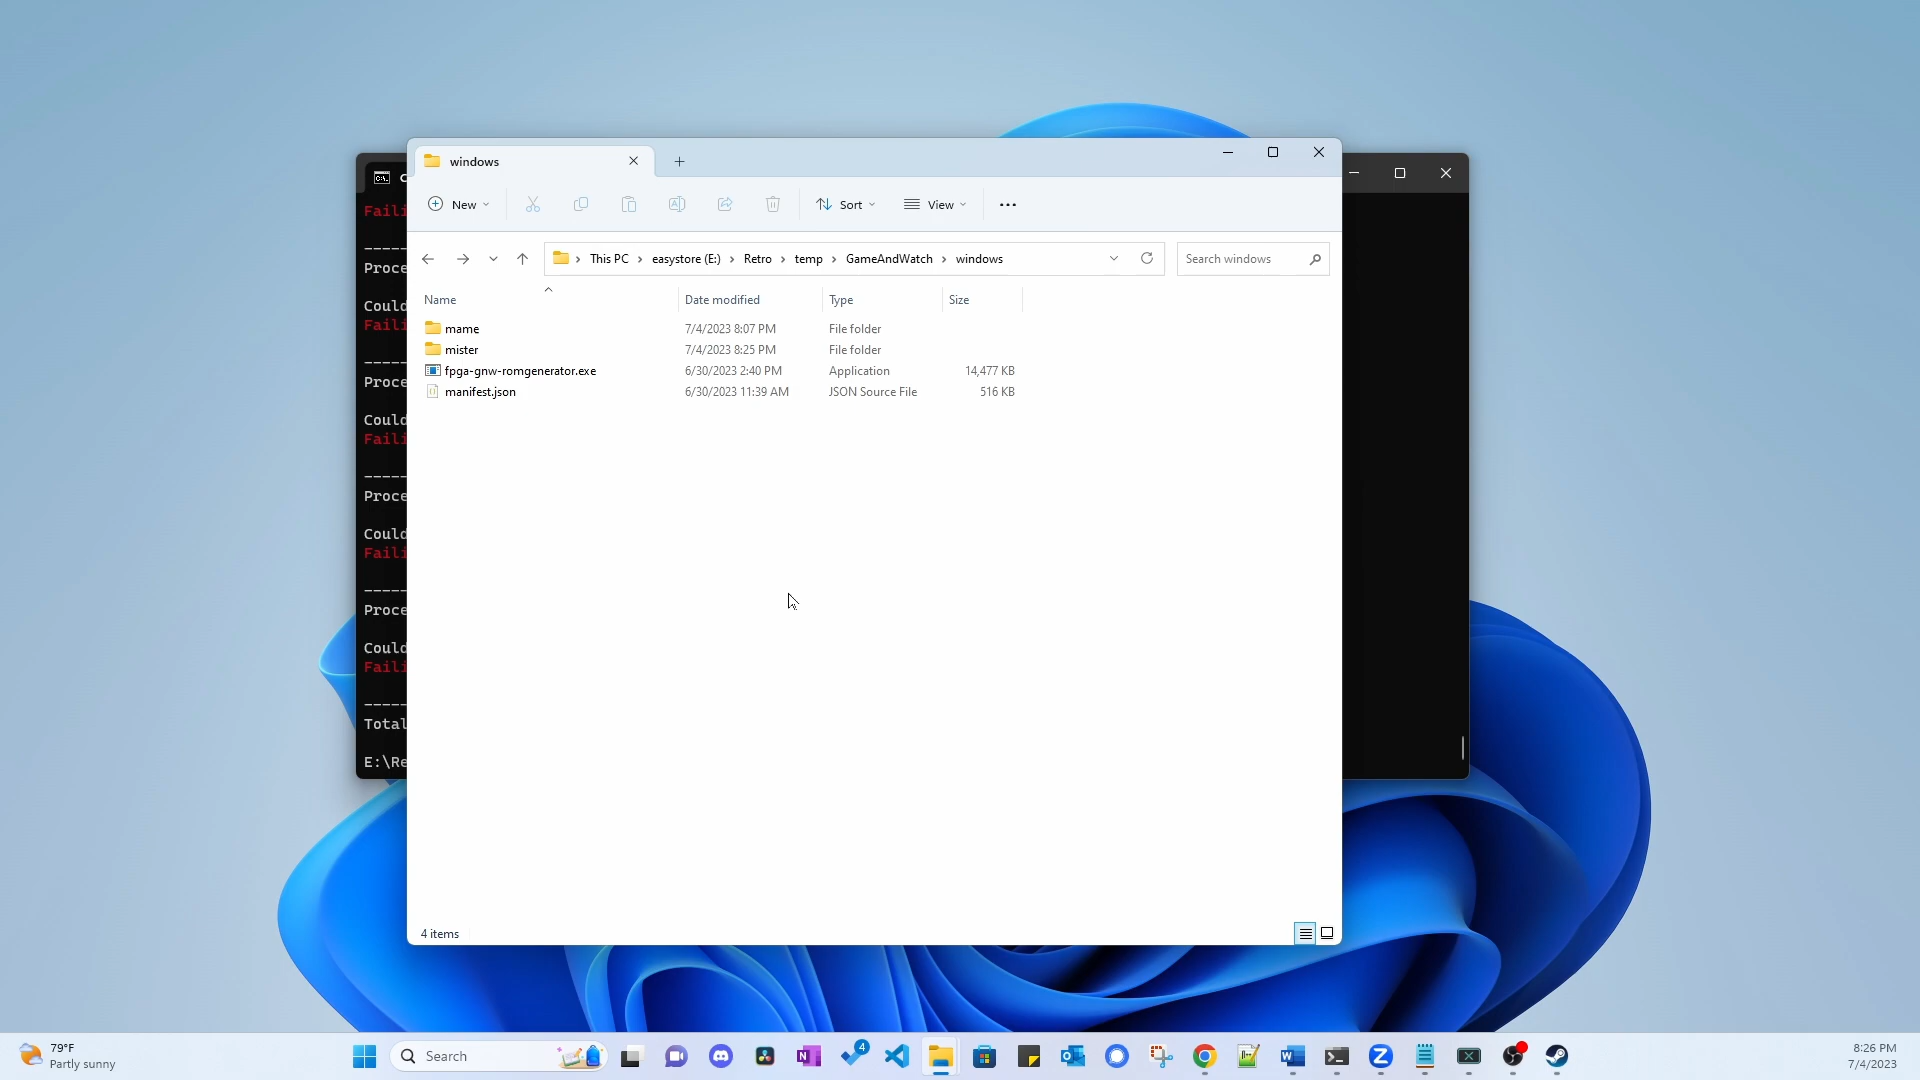 windows
New
Sort
View
This PC
easystore (E:)
Retro
temp
GameAndWatch
windows
Search windows
Name
Date modified
Type
Size
mame
7/4/2023 8:07 PM
File folder
mister
7/4/2023 8:25 PM
File folder
fpga-gnw-romgenerator.exe
6/30/2023 2:40 PM
Application
14,477 KB
manifest.json
6/30/2023 11:39 AM
JSON Source File
516 KB
4 items
C
Faili
-----
Proce
Could
Faili
-----
Proce
Could
Faili
-----
Proce
Could
Faili
-----
Proce
Could
Faili
-----
Total
E:\Re
79°F
Partly sunny
Search
4
8:26 PM
7/4/2023